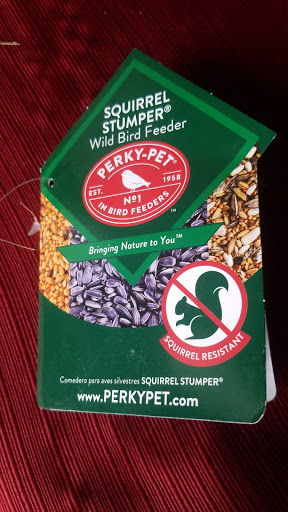 SQUIRREL
STUMPER®
Wild Bird Feeder
PERKY-PET®
EST. 1958
Nº1
IN BIRD FEEDERS
™
Bringing Nature to You™
SQUIRREL RESISTANT
Comedero para aves silvestres SQUIRREL STUMPER®
www.PERKYPET.com